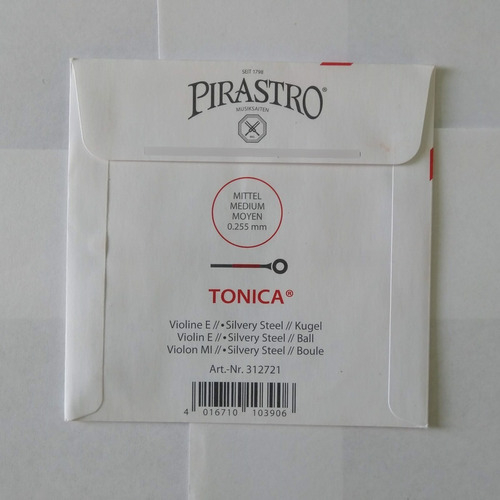 SEIT 1798
PIRASTRO®
MUSIKSAITEN
MITTEL
MEDIUM
MOYEN
0.255 mm
TONICA®
Violine E //•Silvery Steel // Kugel
Violin E //•Silvery Steel // Ball
Violon MI //•Silvery Steel // Boule
Art.-Nr. 312721
4 016710 103906